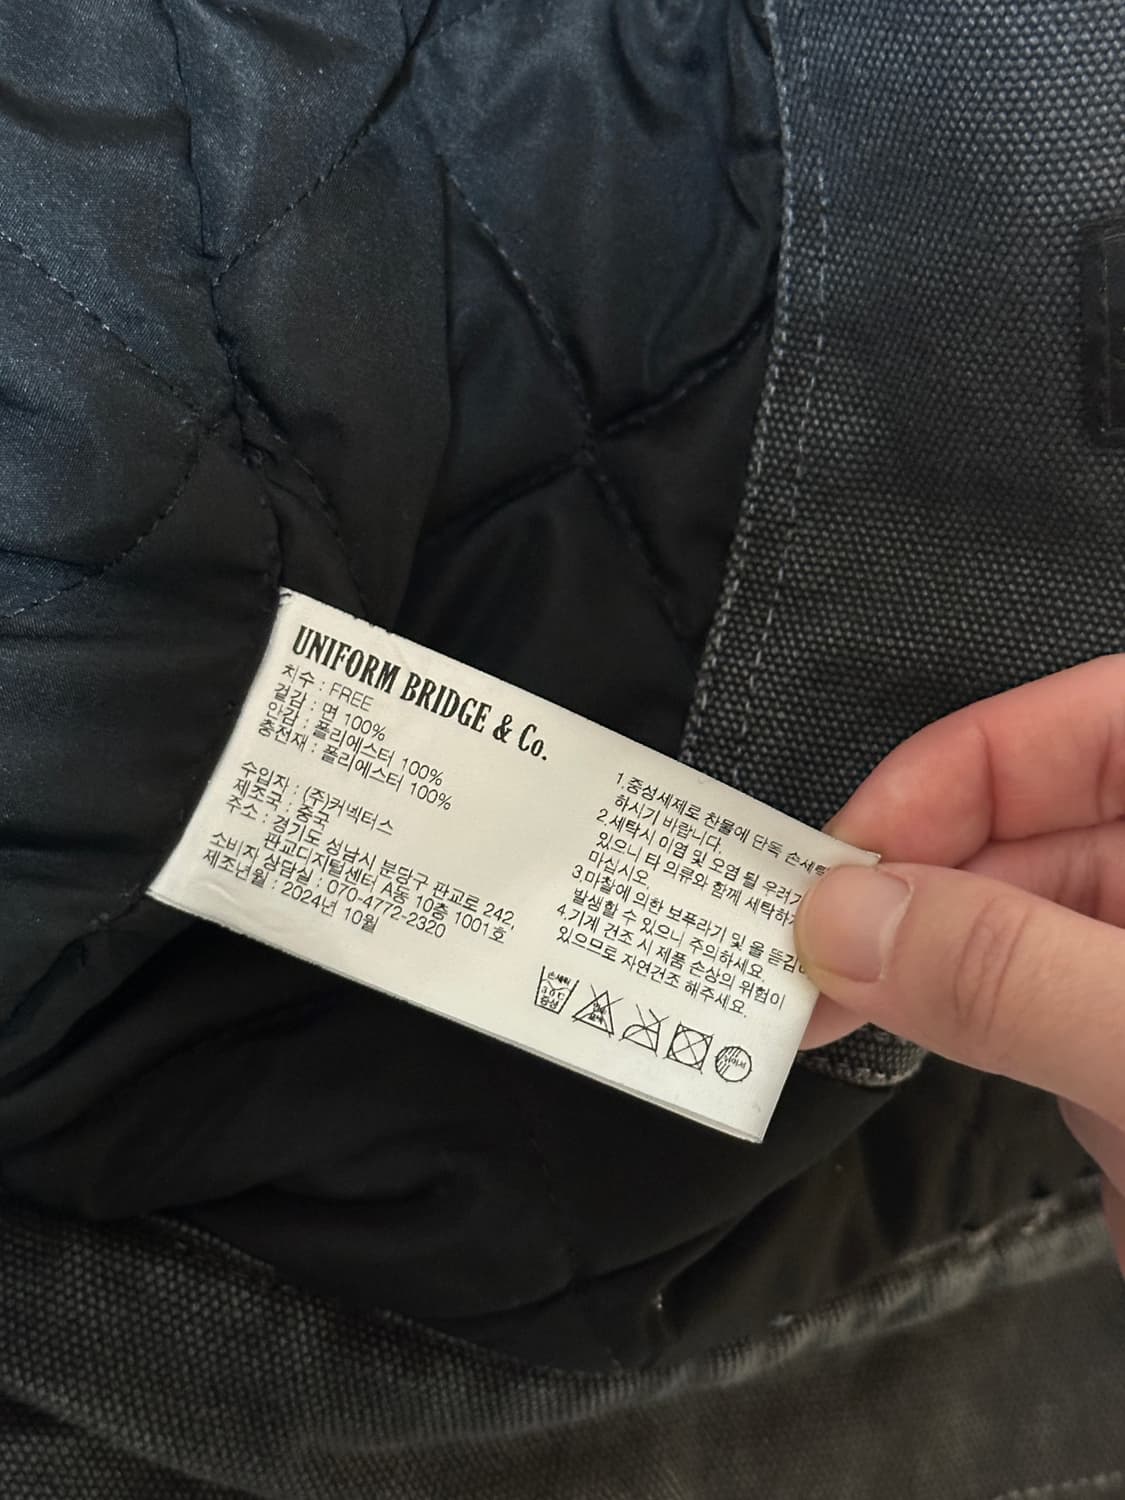 UNIFORM BRIDGE & Co.
치수 : FREE
겉감 : 면 100%
안감 : 폴리에스터 100%
충전재 : 폴리에스터 100%
수입자 : (주)커넥터스
제조국 : 중국
주소 : 경기도 성남시 분당구 판교로 242,
판교디지털센터 A동 10층 1001호
소비자 상담실 : 070-4772-2320
제조년월 : 2024년 10월
1.중성세제로 찬물에 단독 손세탁
하시기 바랍니다.
2.세탁시 이염 및 오염 될 우려가
있으니 타 의류와 함께 세탁하지
마십시오.
3.마찰에 의한 보푸라기 및 올 뜯김이
발생할 수 있으니 주의하세요.
4.기계 건조 시 제품 손상의 위험이
있으므로 자연건조 해주세요.
손세탁
30℃
중성